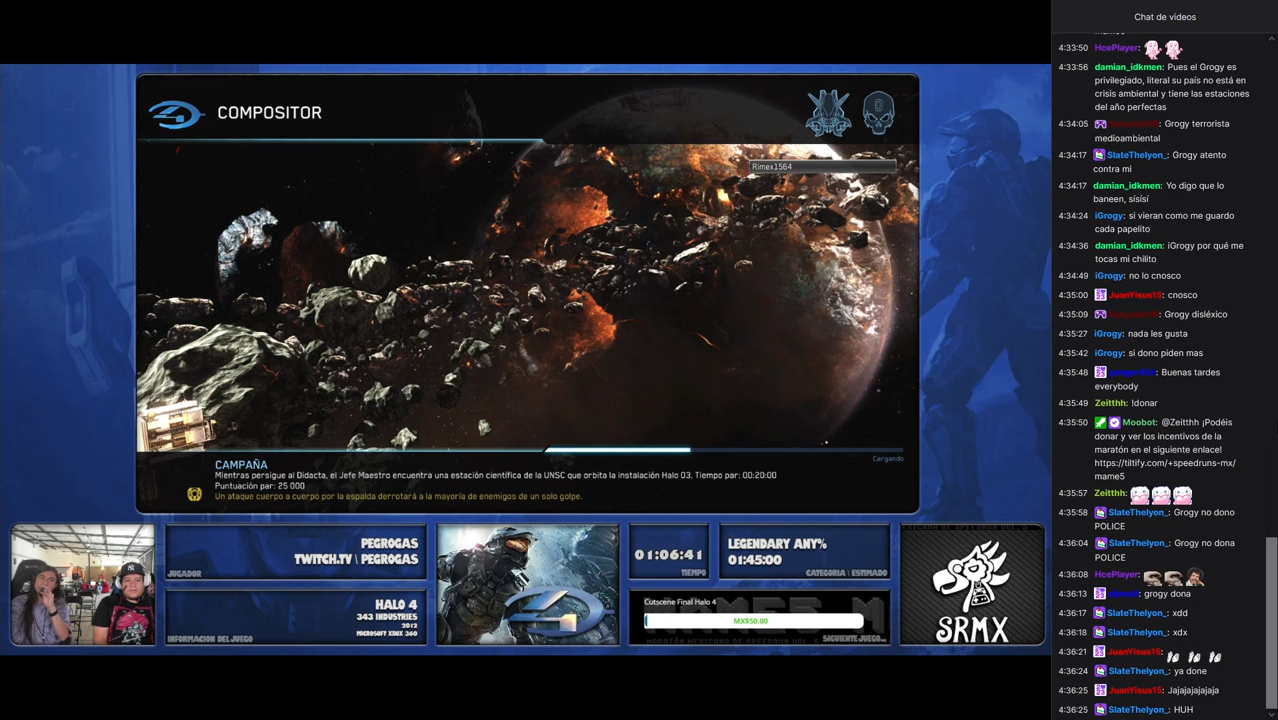 Chat de videos
COMPOSITOR
Rimex1564
Cargando
CAMPAÑA
Mientras persigue al Didacta, el Jefe Maestro encuentra una estación científica de la UNSC que orbita la instalación Halo 03. Tiempo par: 00:20:00
Puntuación par: 25 000
Un ataque cuerpo a cuerpo por la espalda derrotará a la mayoría de enemigos de un solo golpe.
PEGROGAS
TWITCH.TV \ PEGROGAS
JUGADOR
HALO 4
343 INDUSTRIES
2012
MICROSOFT XBOX 360
INFORMACION DEL JUEGO
01:06:41
TIEMPO
LEGENDARY ANY%
01:45:00
CATEGORIA \ ESTIMADO
Cutscene Final Halo 4
MX$50.00
SIGUIENTE JUEGO...
SRMX
4:33:50 HcePlayer:
4:33:56 damian_idkmen: Pues el Grogy es
privilegiado, literal su país no está en
crisis ambiental y tiene las estaciones
del año perfectas
4:34:05 : Grogy terrorista
medioambiental
4:34:17 SlateThelyon_: Grogy atento
contra mi
4:34:17 damian_idkmen: Yo digo que lo
baneen, sísísí
4:34:24 iGrogy: si vieran como me guardo
cada papelito
4:34:36 damian_idkmen: iGrogy por qué me
tocas mi chilito
4:34:49 iGrogy: no lo cnosco
4:35:00 JuanYisus15: cnosco
4:35:09 : Grogy disléxico
4:35:27 iGrogy: nada les gusta
4:35:42 iGrogy: si dono piden mas
4:35:48 : Buenas tardes
everybody
4:35:49 Zeitthh: !donar
4:35:50 Moobot: @Zeitthh ¡Podéis
donar y ver los incentivos de la
maratón en el siguiente enlace!
https://tiltify.com/+speedruns-mx/
mame5
4:35:57 Zeitthh:
4:35:58 SlateThelyon_: Grogy no dono
POLICE
4:36:04 SlateThelyon_: Grogy no dona
POLICE
4:36:08 HcePlayer:
4:36:13 : grogy dona
4:36:17 SlateThelyon_: xdd
4:36:18 SlateThelyon_: xdx
4:36:21 JuanYisus15:
4:36:24 SlateThelyon_: ya done
4:36:25 JuanYisus15: Jajajajajajaja
4:36:25 SlateThelyon_: HUH